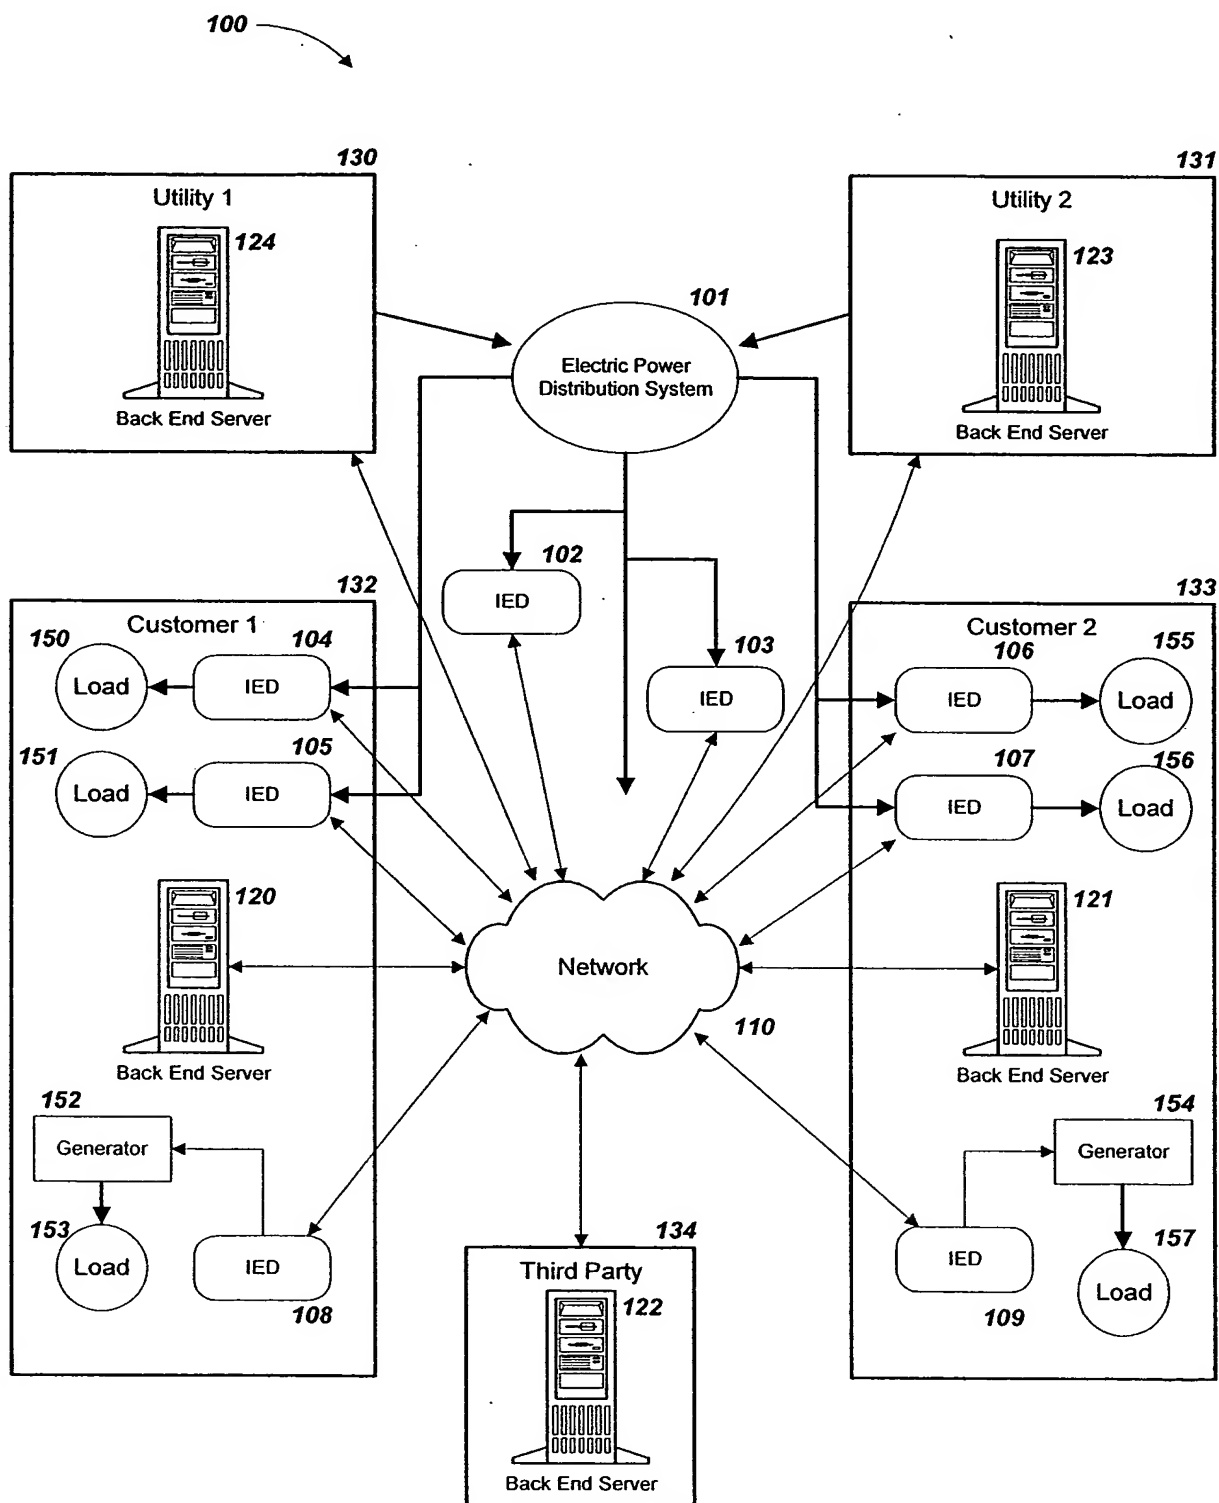 100
130
131
Utility 1
Utility 2
124
123
101
Electric Power
Distribution System
Back End Server
Back End Server
102
IED
132
133
Customer 1
Customer 2
150
104
103
106
155
Load
IED
IED
IED
Load
151
105
107
156
Load
IED
IED
Load
120
121
Network
110
Back End Server
Back End Server
152
154
Generator
Generator
153
134
157
Load
IED
Third Party
IED
Load
108
122
109
Back End Server